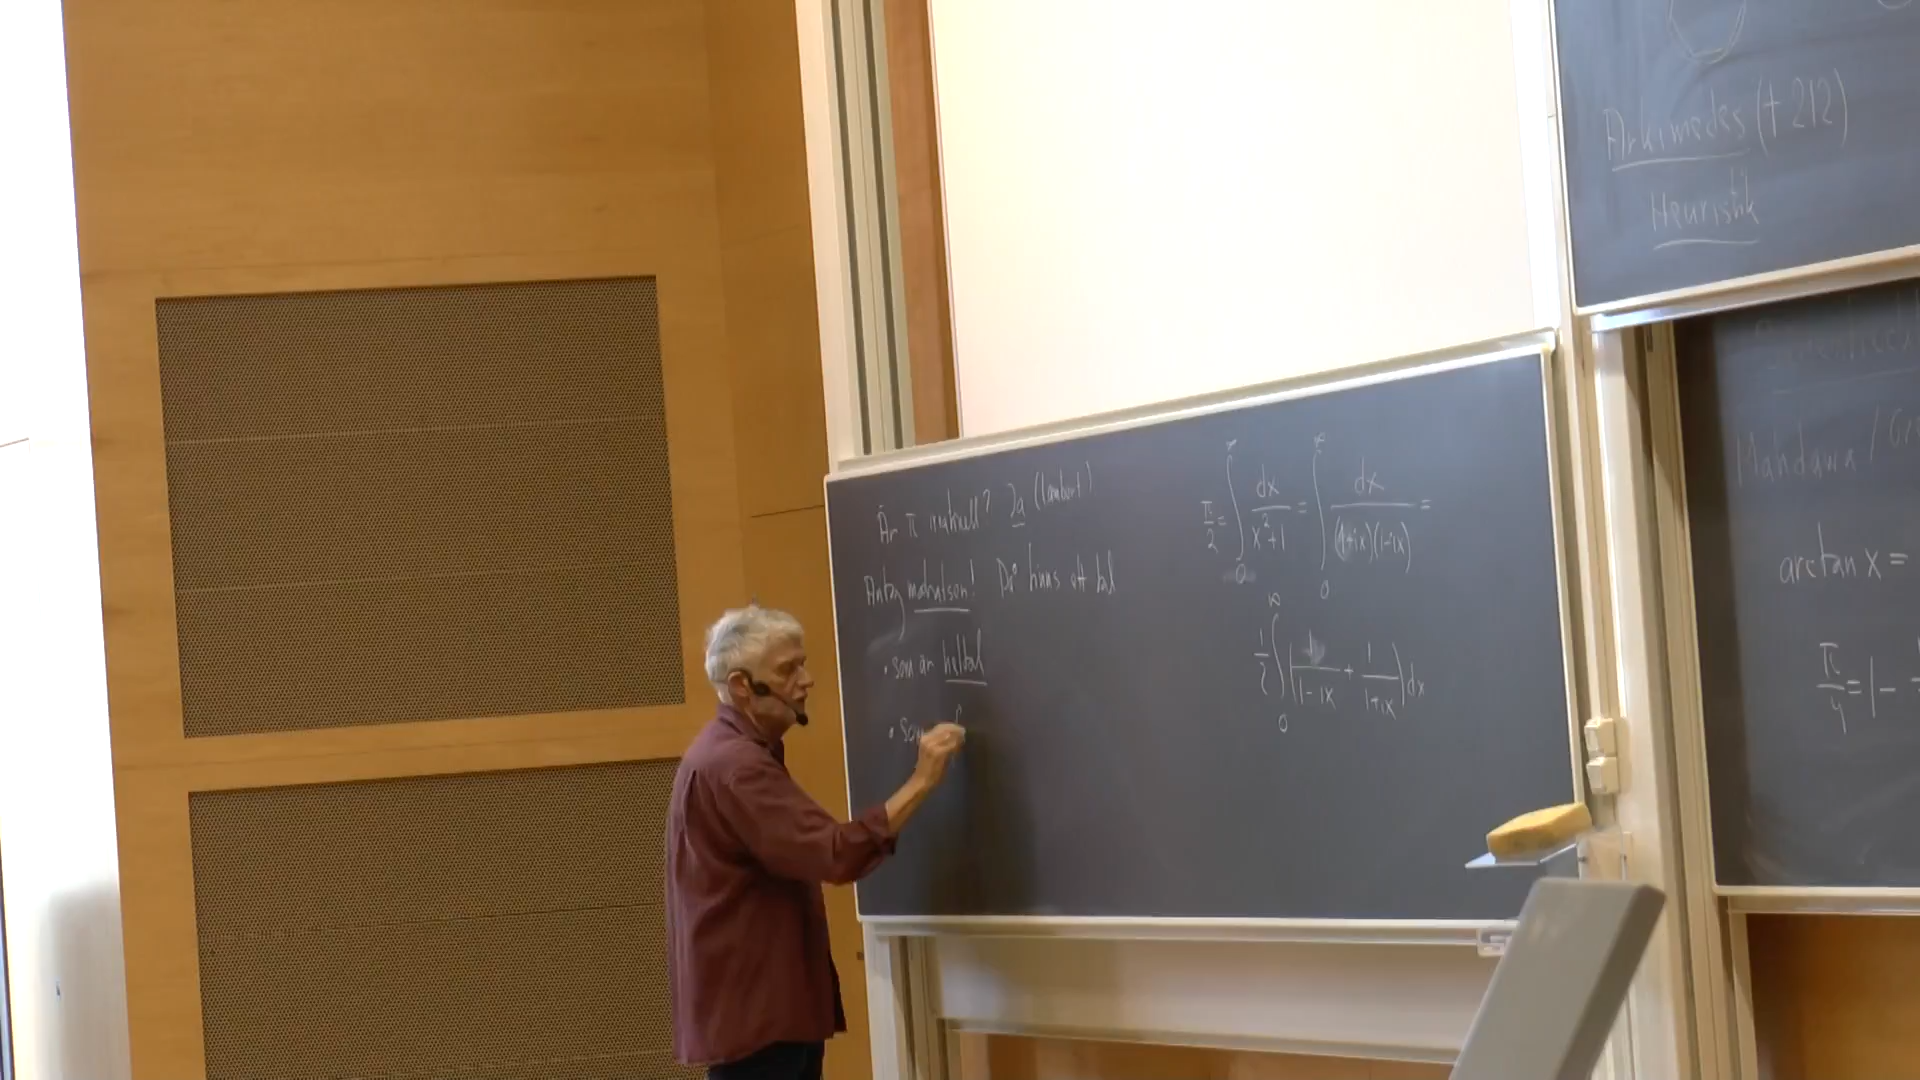 Är π irrationell? Ja (Lambert)
Antag motsatsen! Då finns ett tal
• som är heltal
• Som
π/2 = ∫₀^∞ dx/(x²+1) = ∫₀^∞ dx/((1+ix)(1-ix)) =
1/2 ∫₀^∞ (1/(1-ix) + 1/(1+ix)) dx
Arkimedes († 212)
Heuristik
Mahdawa / Gre
arctan x =
π/4 = 1 -